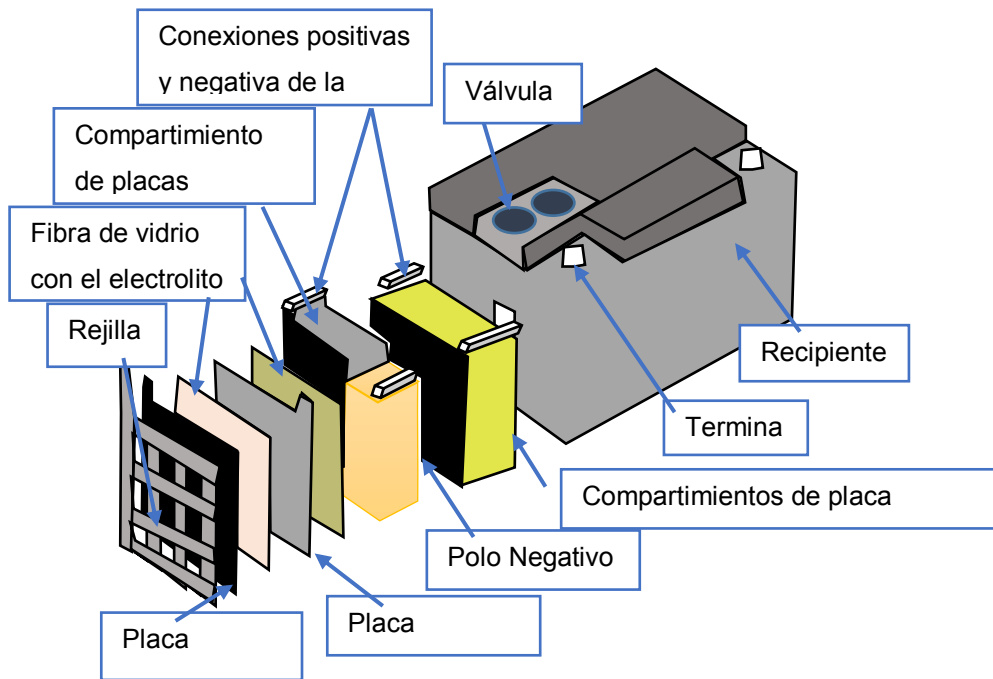 Conexiones positivas
y negativa de la
Válvula
Compartimiento
de placas
Fibra de vidrio
con el electrolito
Rejilla
Recipiente
Termina
Compartimientos de placa
Polo Negativo
Placa
Placa